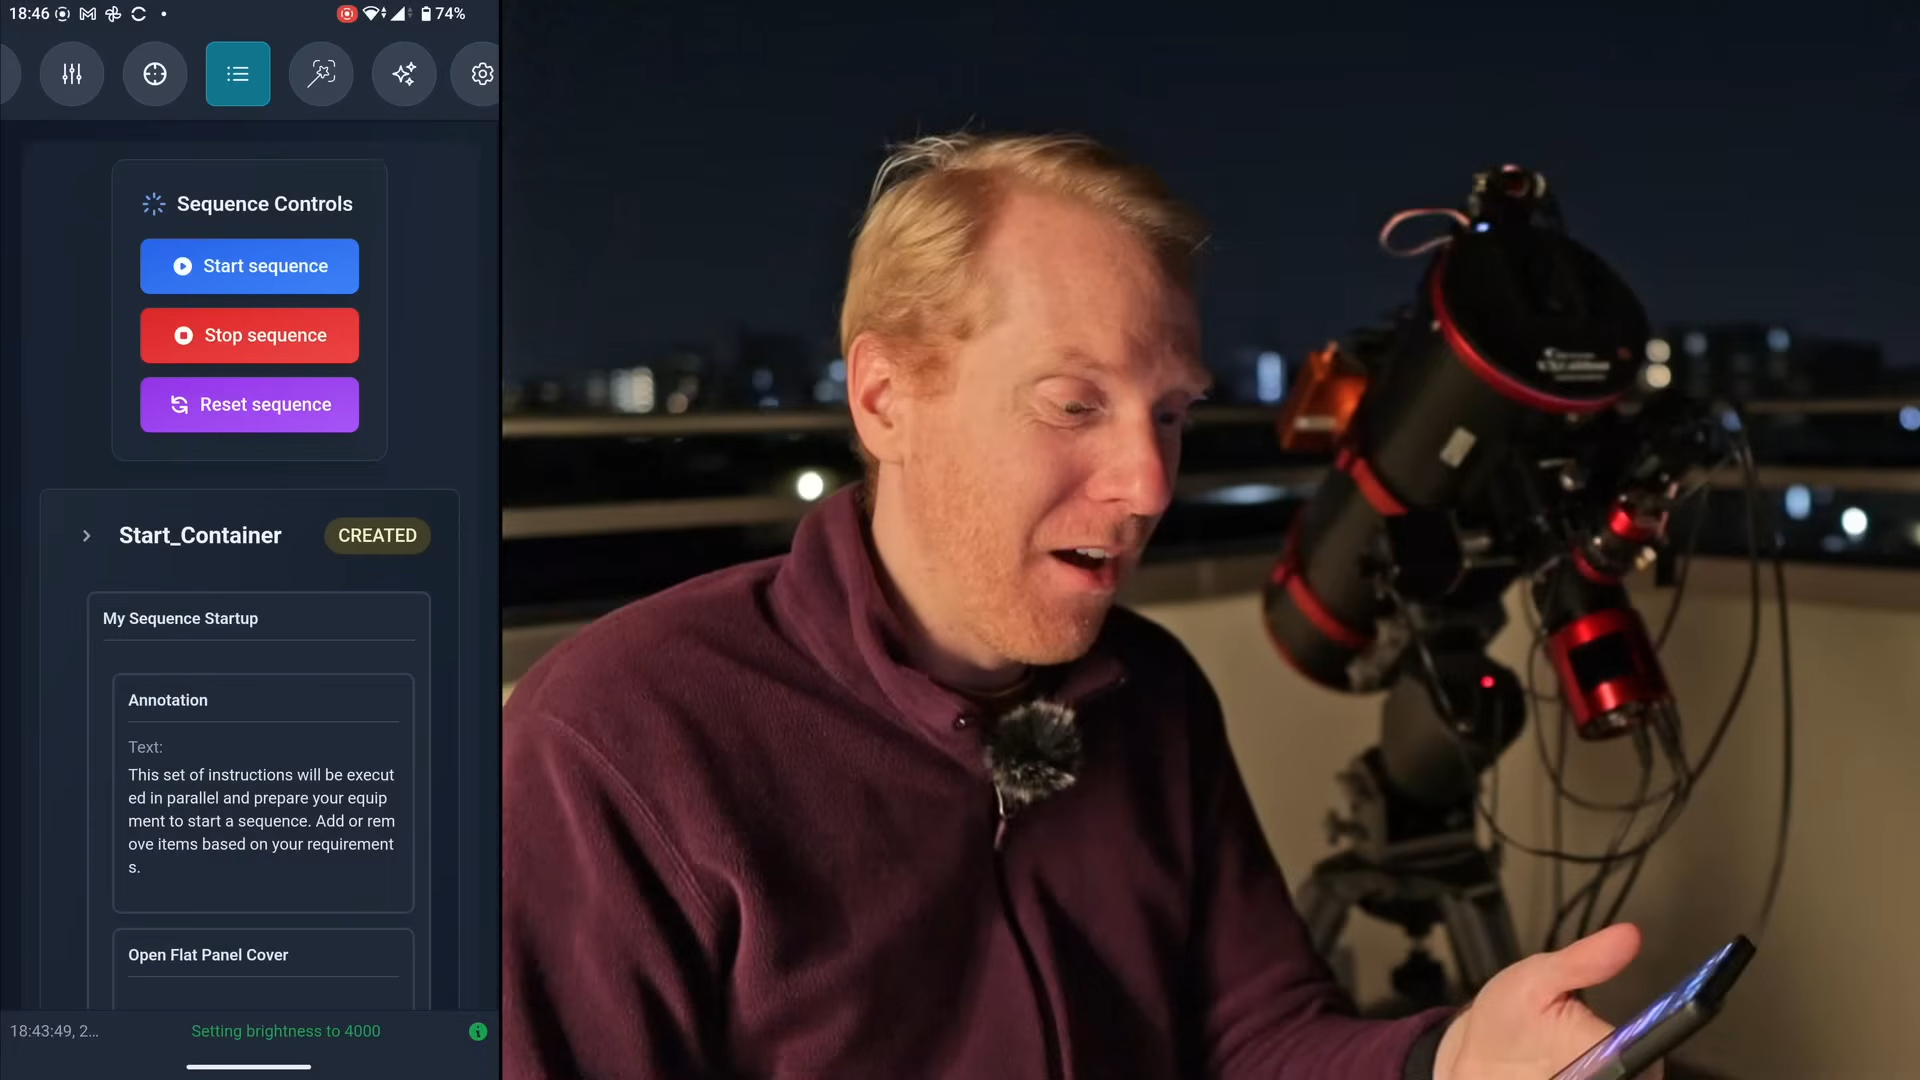 18:46
74%
Sequence Controls
Start sequence
Stop sequence
Reset sequence
Start_Container
CREATED
My Sequence Startup
Annotation
Text:
This set of instructions will be execut
ed in parallel and prepare your equip
ment to start a sequence. Add or rem
ove items based on your requirement
s.
Open Flat Panel Cover
18:43:49, 2...
Setting brightness to 4000